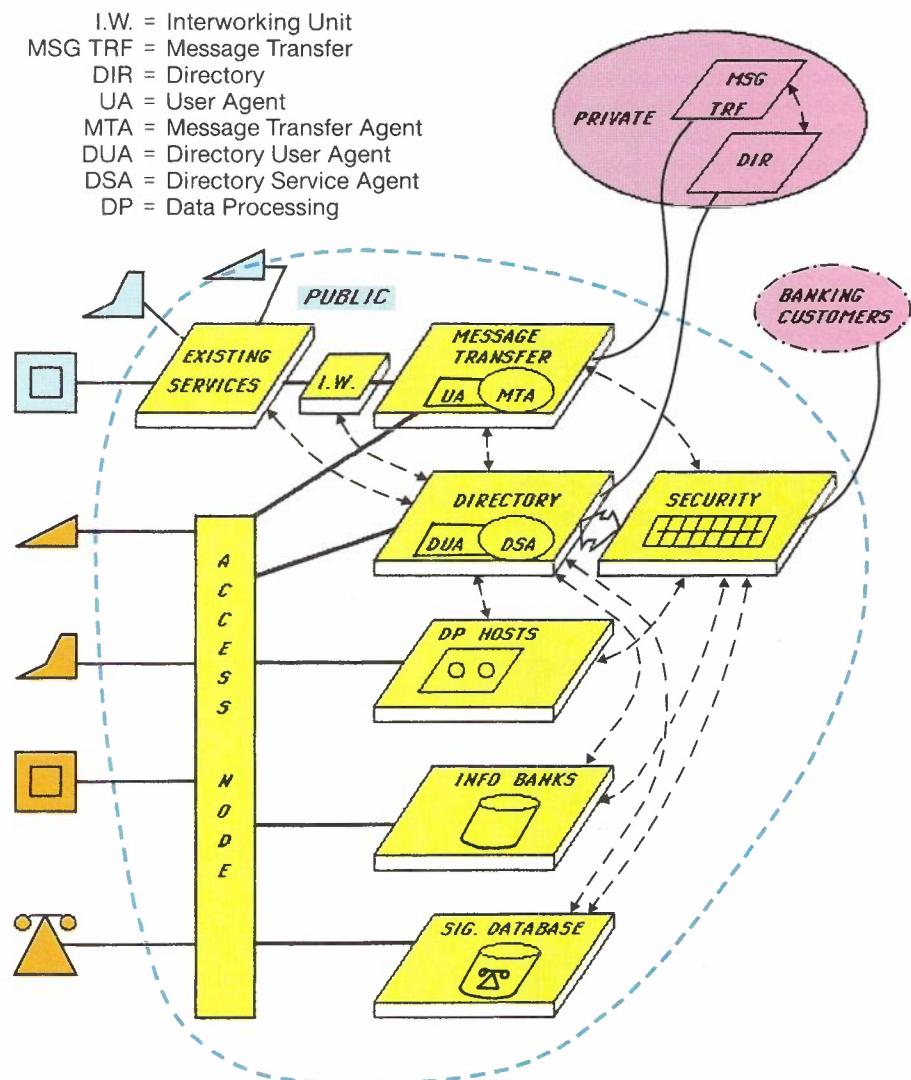 I.W. = Interworking Unit
MSG TRF = Message Transfer
DIR = Directory
UA = User Agent
MTA = Message Transfer Agent
DUA = Directory User Agent
DSA = Directory Service Agent
DP = Data Processing
MSG
TRF
PRIVATE
DIR
PUBLIC
BANKING
CUSTOMERS
EXISTING
SERVICES
I.W.
MESSAGE
TRANSFER
UA
MTA
DIRECTORY
DUA
DSA
SECURITY
ACCESS
NODE
DP HOSTS
INFO BANKS
SIG. DATABASE